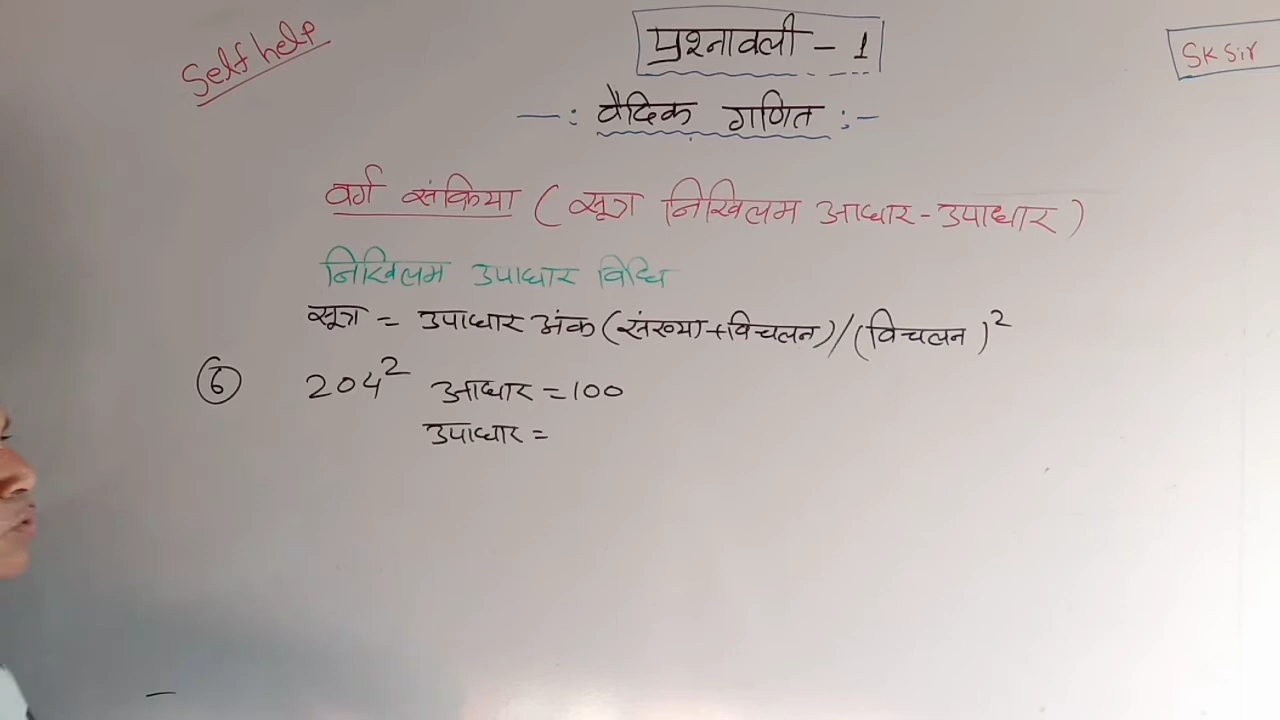 Self help
प्रश्नावली - 1
SK Sir
-: वैदिक गणित :-
वर्ग संक्रिया ( सूत्र निखिलम आधार - उपाधार )
निखिलम उपाधार विधि
सूत्र = उपाधार अंक (संख्या+विचलन) / (विचलन)²
⑥ 204² आधार = 100
उपाधार =